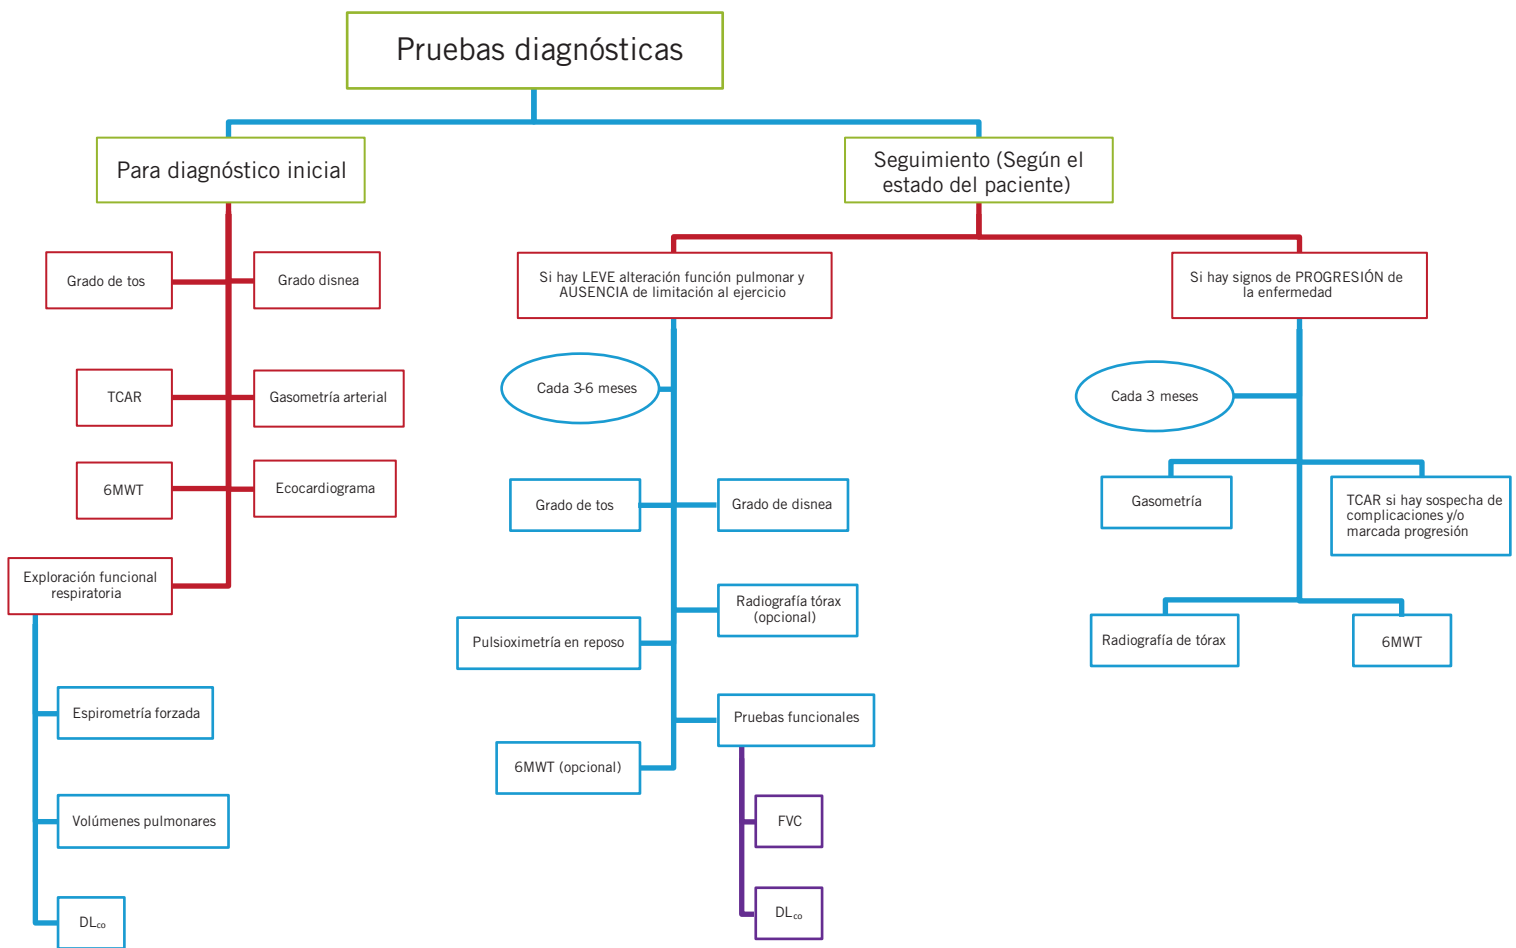 Pruebas diagnósticas
Para diagnóstico inicial
Seguimiento (Según el
estado del paciente)
Grado de tos
Grado disnea
TCAR
Gasometría arterial
6MWT
Ecocardiograma
Exploración funcional
respiratoria
Espirometría forzada
Volúmenes pulmonares
DLco
Si hay LEVE alteración función pulmonar y
AUSENCIA de limitación al ejercicio
Cada 3-6 meses
Grado de tos
Grado de disnea
Radiografía tórax
(opcional)
Pulsioximetría en reposo
Pruebas funcionales
6MWT (opcional)
FVC
DLco
Si hay signos de PROGRESIÓN de
la enfermedad
Cada 3 meses
Gasometría
TCAR si hay sospecha de
complicaciones y/o
marcada progresión
Radiografía de tórax
6MWT